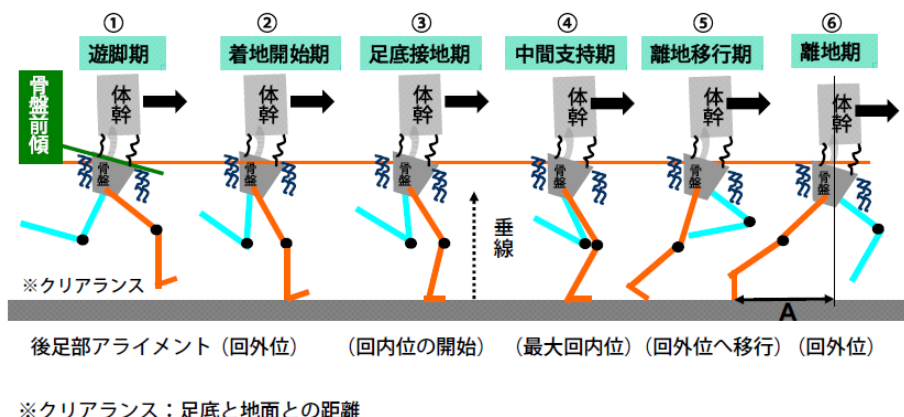 ① ② ③ ④ ⑤ ⑥
遊脚期 着地開始期 足底接地期 中間支持期 離地移行期 離地期
骨盤前傾
体幹 体幹 体幹 体幹 体幹 体幹
骨盤 骨盤 骨盤 骨盤 骨盤 骨盤
垂線
※クリアランス
A
後足部アライメント（回外位） （回内位の開始） （最大回内位）（回外位へ移行）（回外位）
※クリアランス：足底と地面との距離